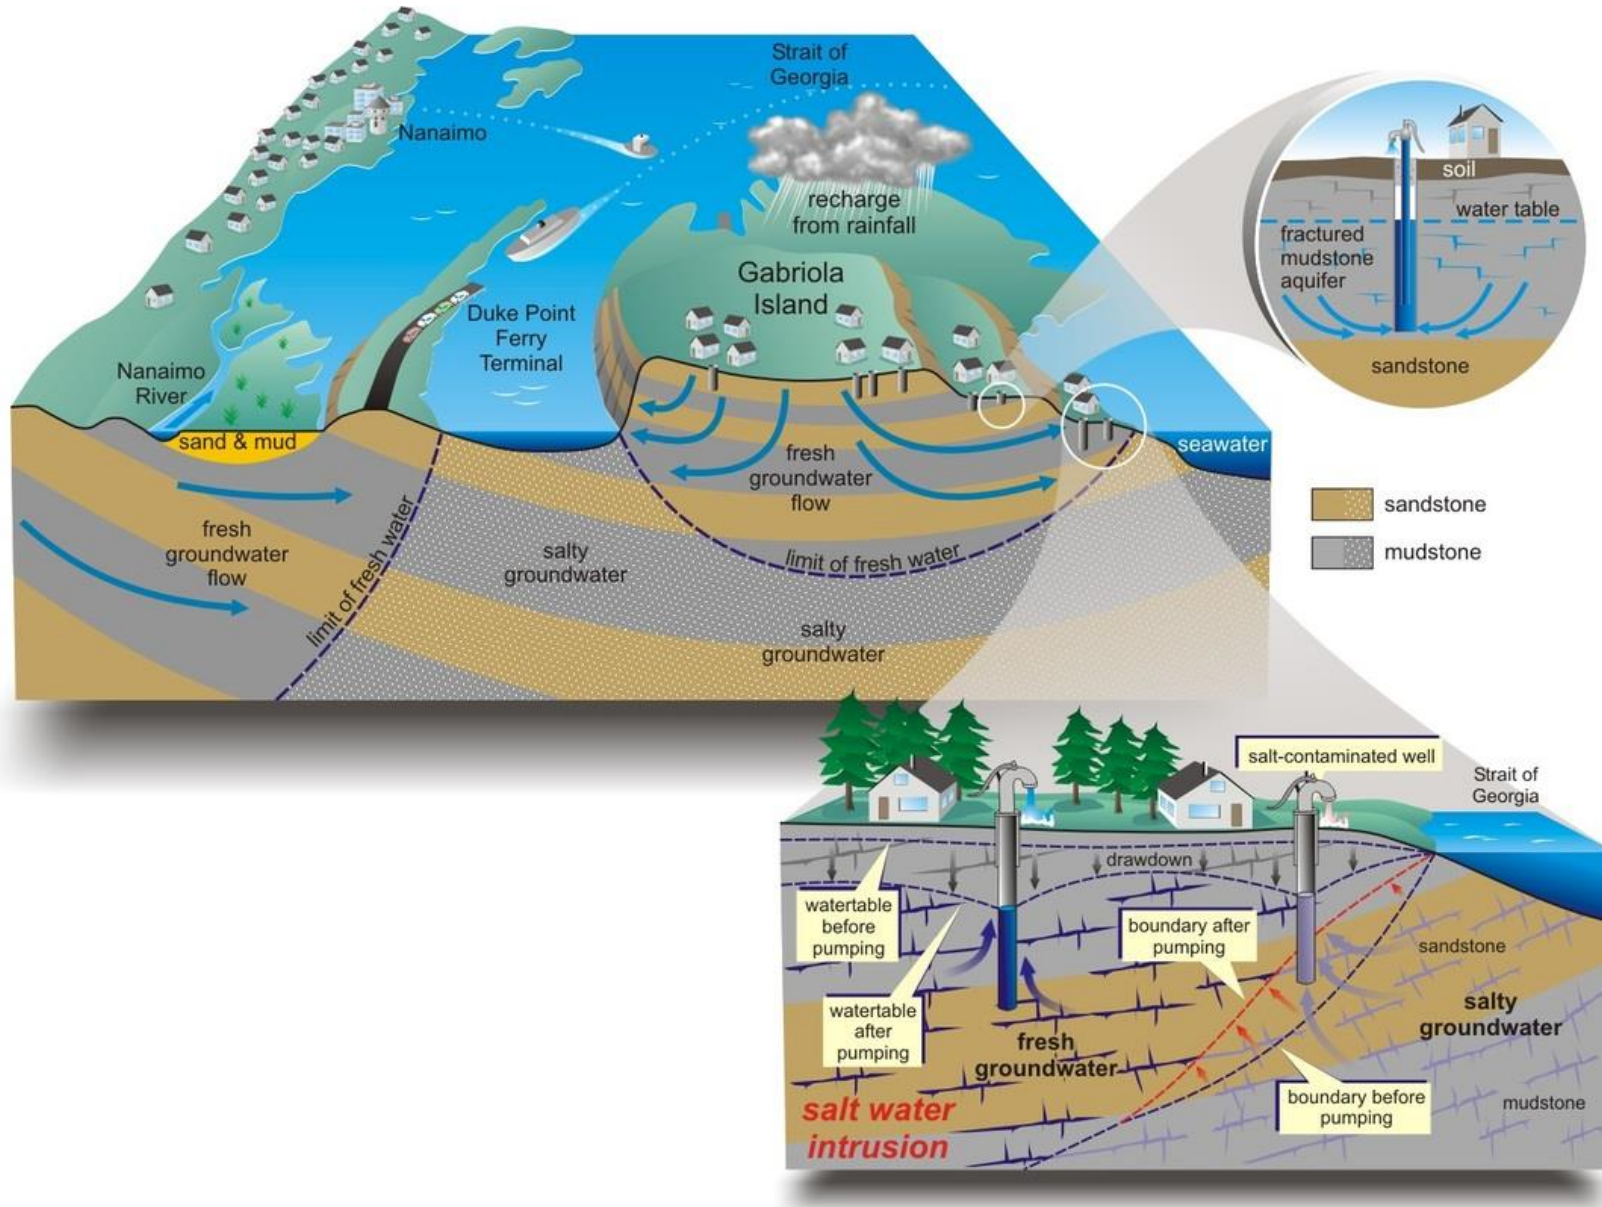 Strait of
Georgia
Nanaimo
recharge
from rainfall
Gabriola
Island
Duke Point
Ferry
Terminal
Nanaimo
River
sand & mud
fresh
groundwater
flow
limit of fresh water
salty
groundwater
fresh
groundwater
flow
limit of fresh water
salty
groundwater
seawater
soil
water table
fractured
mudstone
aquifer
sandstone
sandstone
mudstone
salt-contaminated well
Strait of
Georgia
drawdown
watertable
before
pumping
boundary after
pumping
sandstone
watertable
after
pumping
fresh
groundwater
salty
groundwater
boundary before
pumping
mudstone
salt water
intrusion